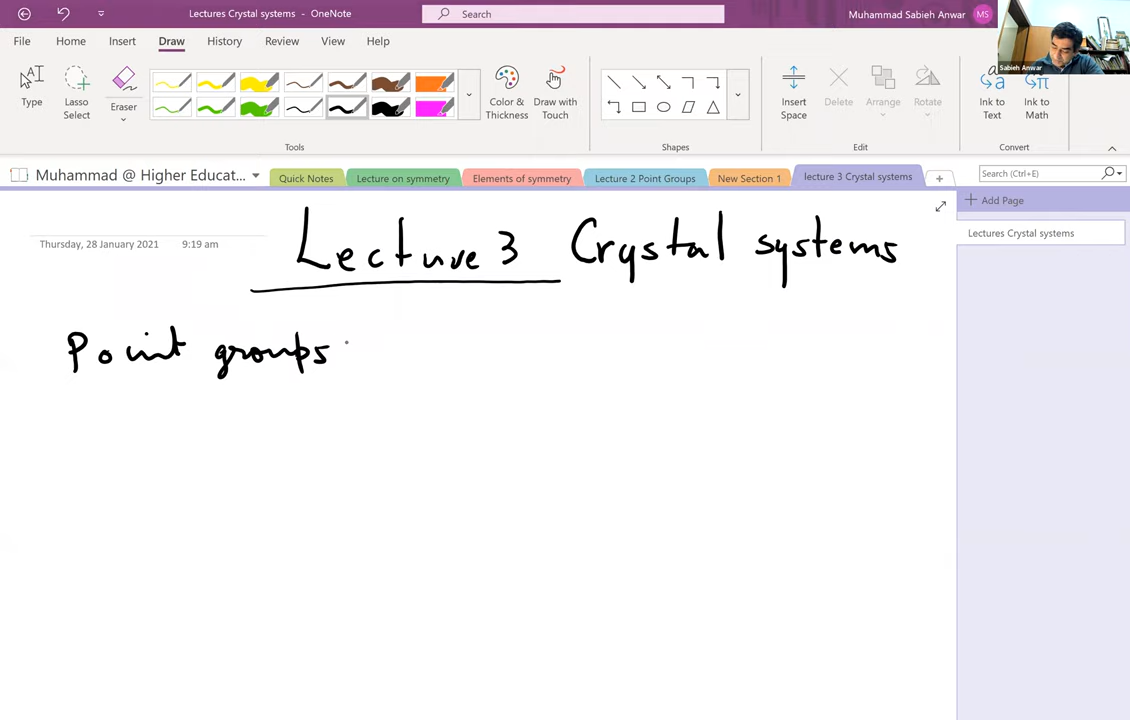 Lectures Crystal systems - OneNote
Search
Muhammad Sabieh Anwar
MS
File
Home
Insert
Draw
History
Review
View
Help
Sabieh Anwar
Type
Lasso Select
Eraser
Color & Thickness
Draw with Touch
Insert Space
Delete
Arrange
Rotate
Ink to Text
Ink to Math
Tools
Shapes
Edit
Convert
Muhammad @ Higher Educat...
Quick Notes
Lecture on symmetry
Elements of symmetry
Lecture 2 Point Groups
New Section 1
lecture 3 Crystal systems
Search (Ctrl+E)
Add Page
Lectures Crystal systems
Thursday, 28 January 2021 9:19 am
Lecture 3 Crystal systems
Point groups